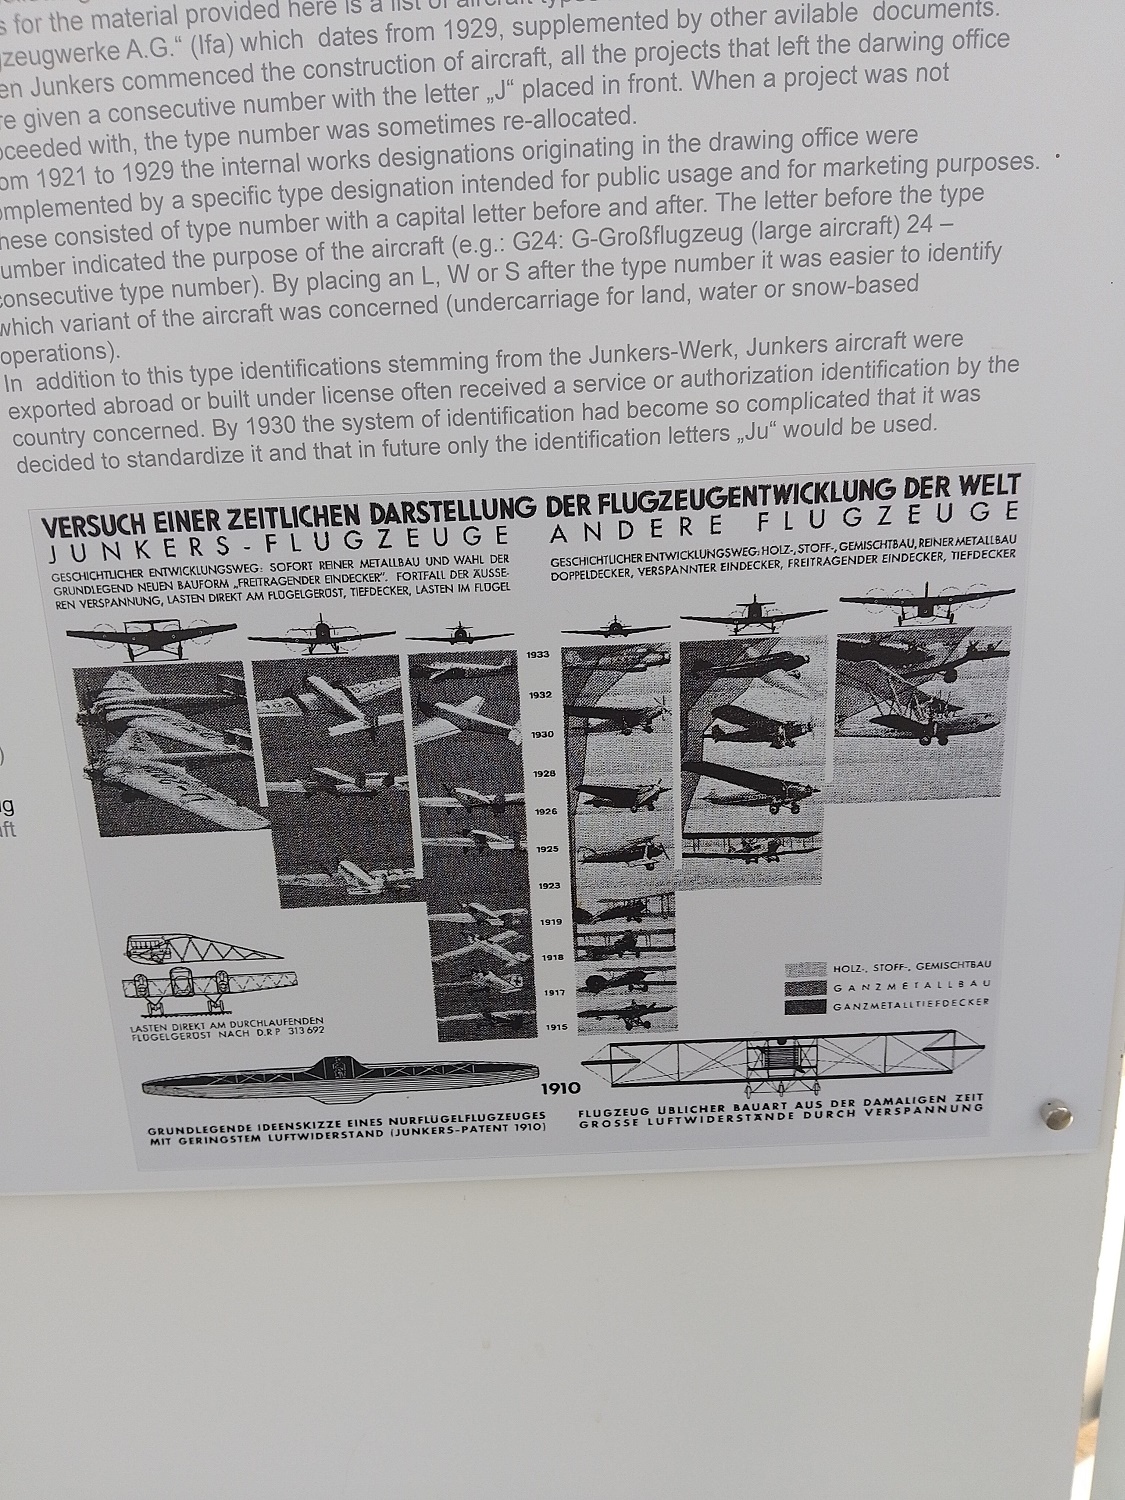 s for the material provided here is a list of aircraft
zeugwerke A.G.“ (Ifa) which dates from 1929, supplemented by other avilable documents.
en Junkers commenced the construction of aircraft, all the projects that left the darwing office
re given a consecutive number with the letter „J“ placed in front. When a project was not
oceeded with, the type number was sometimes re-allocated.
om 1921 to 1929 the internal works designations originating in the drawing office were
omplemented by a specific type designation intended for public usage and for marketing purposes.
hese consisted of type number with a capital letter before and after. The letter before the type
umber indicated the purpose of the aircraft (e.g.: G24: G-Großflugzeug (large aircraft) 24 –
consecutive type number). By placing an L, W or S after the type number it was easier to identify
which variant of the aircraft was concerned (undercarriage for land, water or snow-based
operations).
In addition to this type identifications stemming from the Junkers-Werk, Junkers aircraft were
exported abroad or built under license often received a service or authorization identification by the
country concerned. By 1930 the system of identification had become so complicated that it was
decided to standardize it and that in future only the identification letters „Ju“ would be used.
)
g
ft
VERSUCH EINER ZEITLICHEN DARSTELLUNG DER FLUGZEUGENTWICKLUNG DER WELT
JUNKERS-FLUGZEUGE
GESCHICHTLICHER ENTWICKLUNGSWEG: SOFORT REINER METALLBAU UND WAHL DER
GRUNDLEGEND NEUEN BAUFORM „FREITRAGENDER EINDECKER“. FORTFALL DER ÄUSSE-
REN VERSPANNUNG, LASTEN DIREKT AM FLÜGELGERÜST, TIEFDECKER, LASTEN IM FLÜGEL
ANDERE FLUGZEUGE
GESCHICHTLICHER ENTWICKLUNGSWEG: HOLZ-, STOFF-, GEMISCHTBAU, REINER METALLBAU
DOPPELDECKER, VERSPANNTER EINDECKER, FREITRAGENDER EINDECKER, TIEFDECKER
1933
1932
1930
1928
1926
1925
1923
1919
1918
1917
1915
1910
LASTEN DIREKT AM DURCHLAUFENDEN
FLÜGELGERÜST NACH D.R.P 313692
HOLZ-, STOFF-, GEMISCHTBAU
GANZMETALLBAU
GANZMETALLTIEFDECKER
GRUNDLEGENDE IDEENSKIZZE EINES NURFLÜGELFLUGZEUGES
MIT GERINGSTEM LUFTWIDERSTAND (JUNKERS-PATENT 1910)
FLUGZEUG ÜBLICHER BAUART AUS DER DAMALIGEN ZEIT
GROSSE LUFTWIDERSTÄNDE DURCH VERSPANNUNG